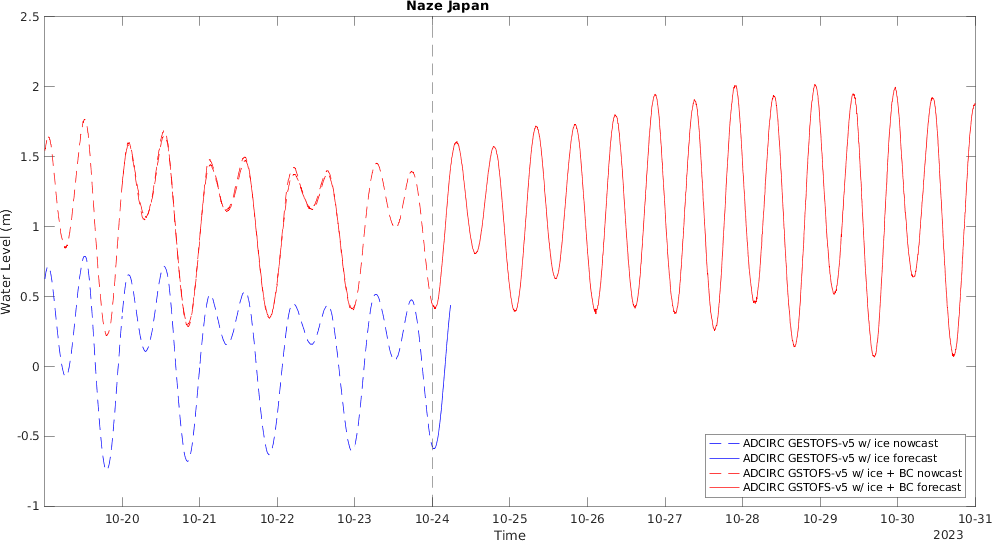 Naze Japan
2.5
2
1.5
1
0.5
0
-0.5
-1
Water Level (m)
ADCIRC GESTOFS-v5 w/ ice nowcast
ADCIRC GESTOFS-v5 w/ ice forecast
ADCIRC GSTOFS-v5 w/ ice + BC nowcast
ADCIRC GSTOFS-v5 w/ ice + BC forecast
10-20 10-21 10-22 10-23 10-24 10-25 10-26 10-27 10-28 10-29 10-30 10-31
Time
2023